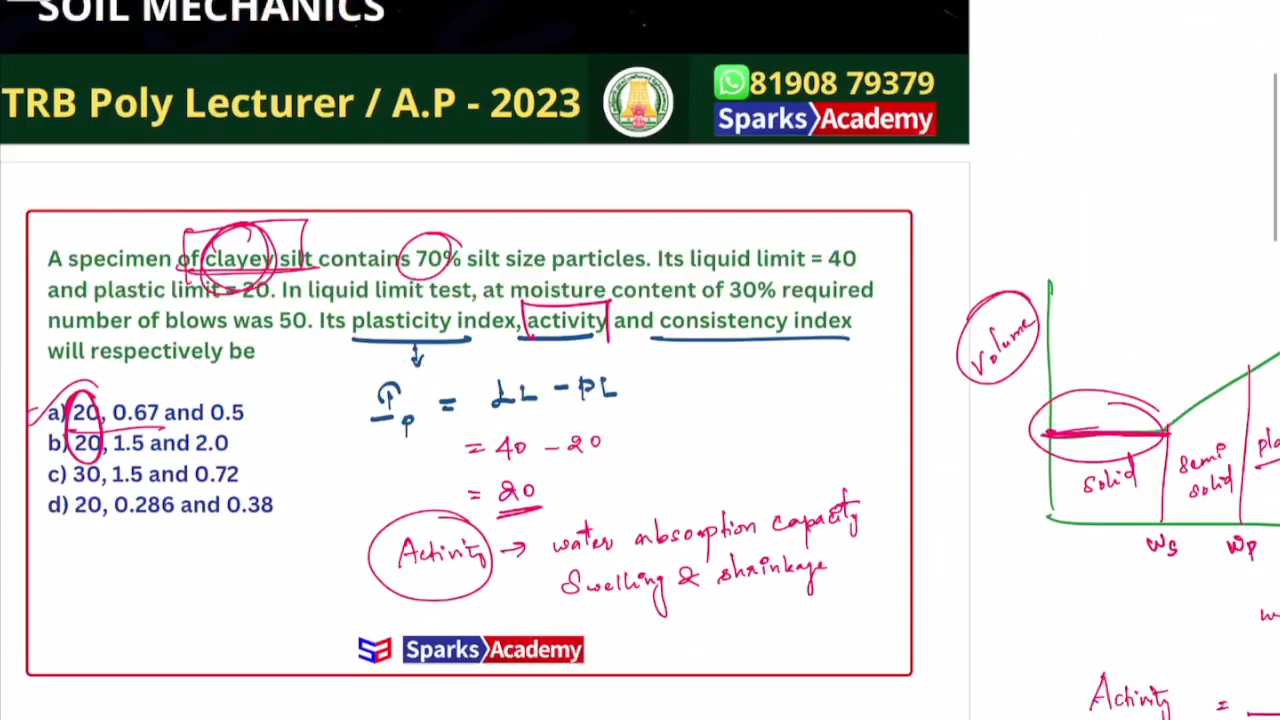 SOIL MECHANICS
TRB Poly Lecturer / A.P - 2023
81908 79379
Sparks Academy
A specimen of clayey silt contains 70% silt size particles. Its liquid limit = 40
and plastic limit = 20. In liquid limit test, at moisture content of 30% required
number of blows was 50. Its plasticity index, activity and consistency index
will respectively be
a) 20, 0.67 and 0.5
b) 20, 1.5 and 2.0
c) 30, 1.5 and 0.72
d) 20, 0.286 and 0.38
Ip = LL - PL
= 40 - 20
= 20
Activity → water absorption capacity
Swelling & shrinkage
Sparks Academy
Volume
solid
semi solid
pla
ws
wp
w
Activity =